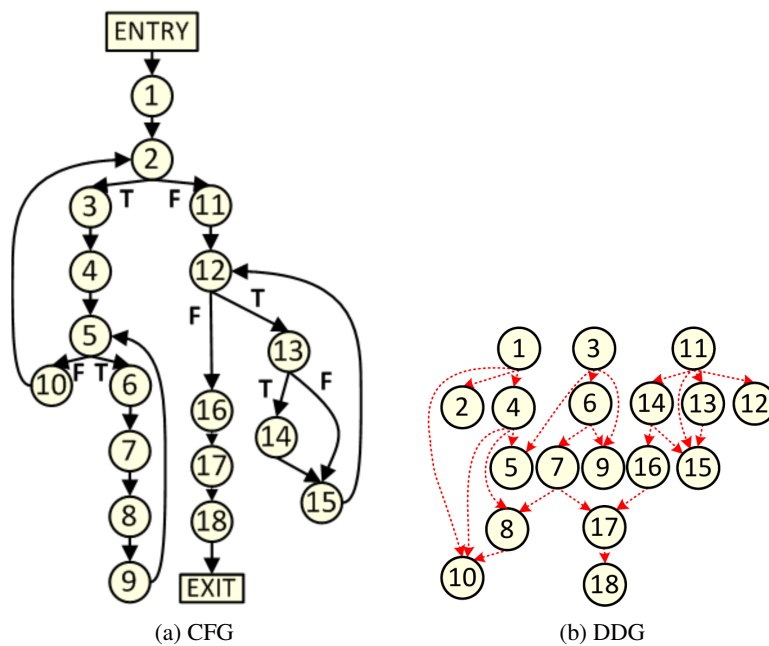 ENTRY
1
2
T F
3 11
4 12
F T
5 13
F T T F
10 6
16 14
7 17 15
8 18
9 EXIT
(a) CFG
1 3 11
2 4 6 14 13 12
5 7 9 16 15
8 17
10 18
(b) DDG